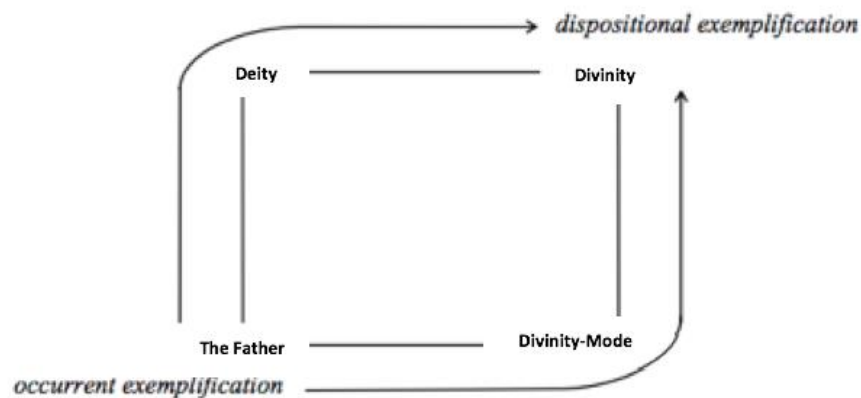 dispositional exemplification
Deity
Divinity
The Father
Divinity-Mode
occurrent exemplification